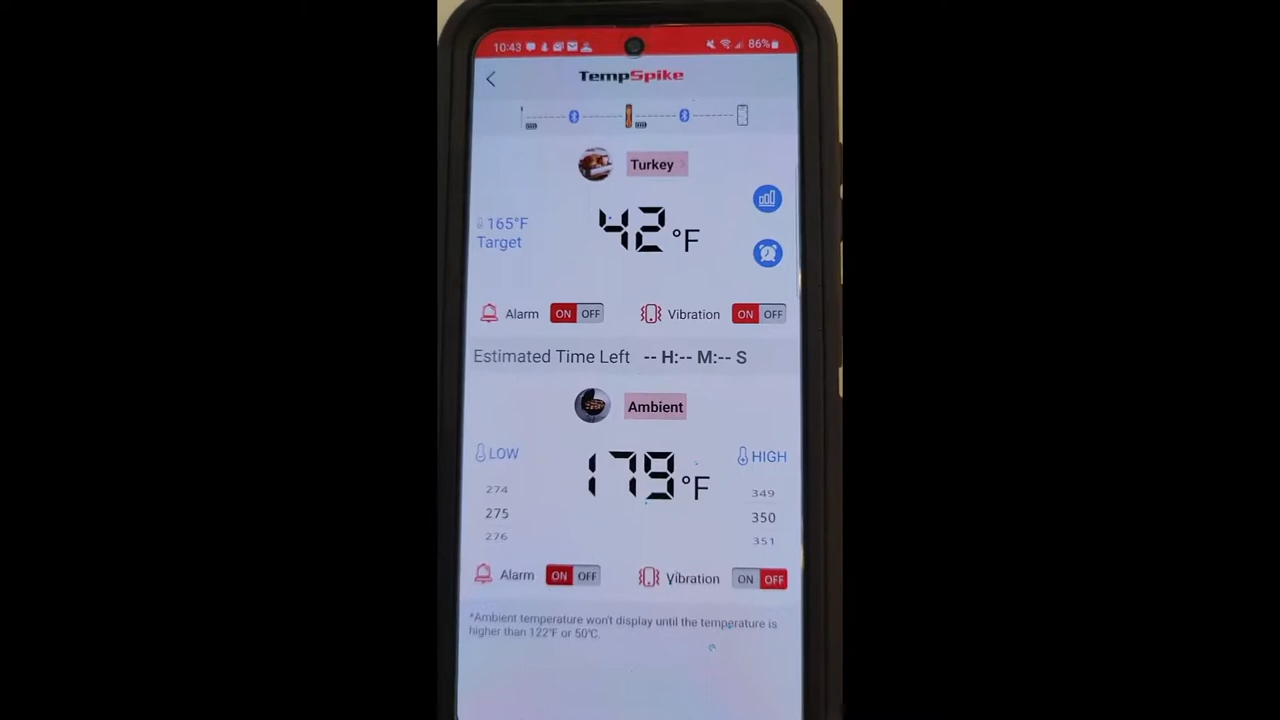 10:43 86%
TempSpike
Turkey >
165°F
Target
42°F
Alarm ON OFF Vibration ON OFF
Estimated Time Left -- H:-- M:-- S
Ambient
LOW HIGH
179°F
274 349
275 350
276 351
Alarm ON OFF Vibration ON OFF
*Ambient temperature won't display until the temperature is
higher than 122°F or 50°C.